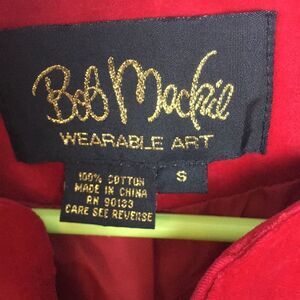 Bob Mackie
WEARABLE ART
100% COTTON
MADE IN CHINA
RN 90133
CARE SEE REVERSE
S